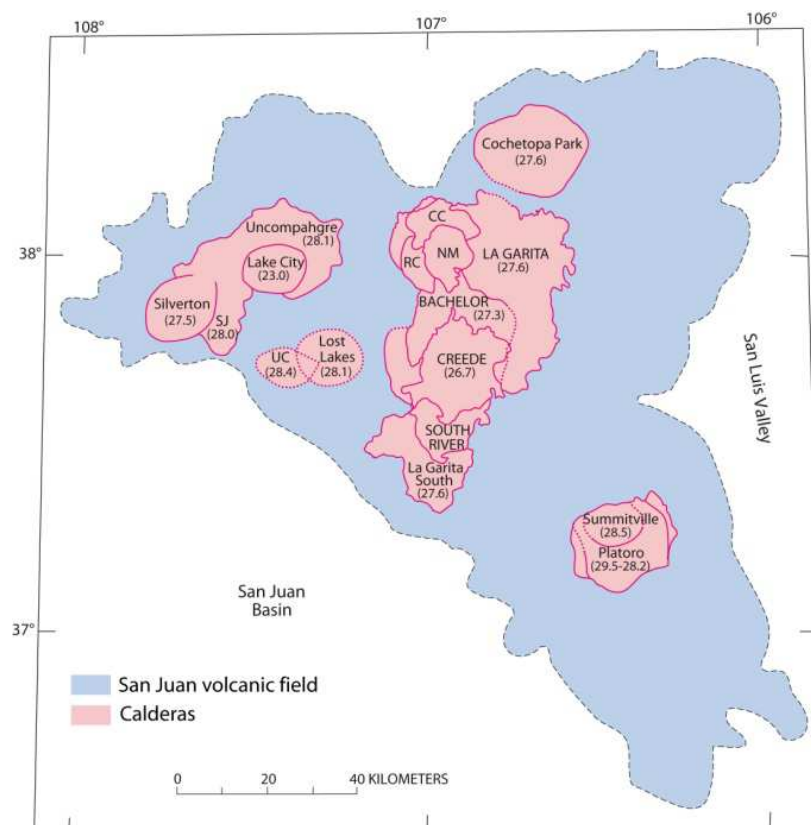 108°
107°
106°
Cochetopa Park
(27.6)
CC
Uncompahgre
(28.1)
38°
Lake City
(23.0)
RC
NM
LA GARITA
(27.6)
BACHELOR
(27.3)
Silverton
(27.5)
SJ
(28.0)
Lost
Lakes
(28.1)
UC
(28.4)
CREEDE
(26.7)
San Luis Valley
SOUTH
RIVER
La Garita
South
(27.6)
Summitville
(28.5)
Platoro
(29.5-28.2)
San Juan
Basin
37°
San Juan volcanic field
Calderas
0 20 40 KILOMETERS